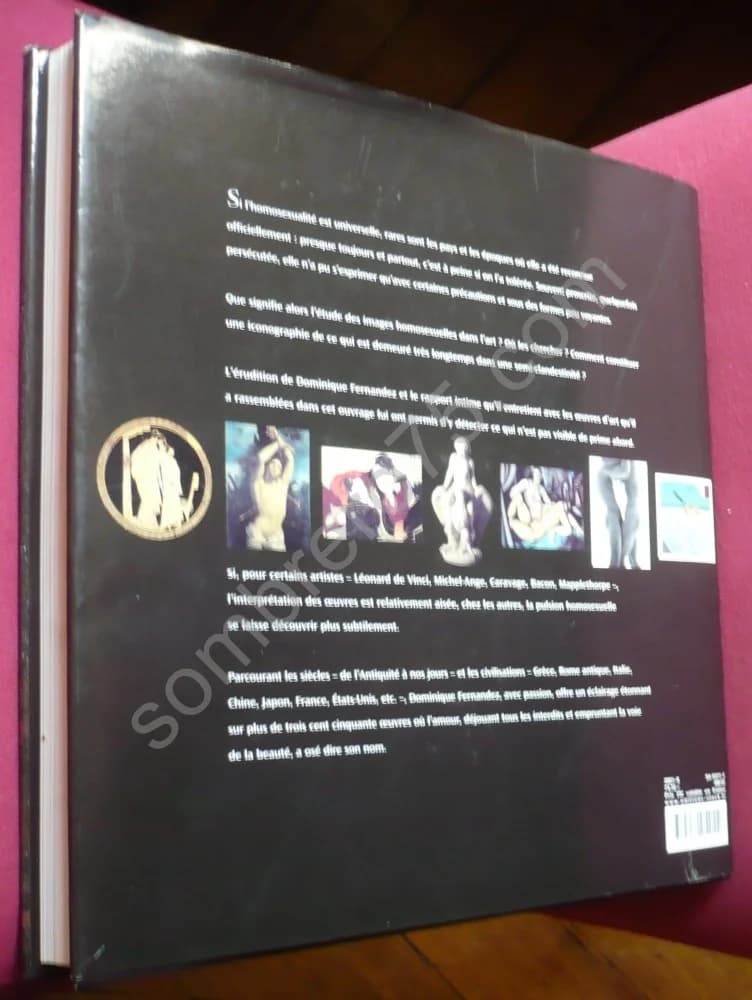 Si l'homosexualité est universelle, rares sont les pays et les époques où elle a été reconnue
officiellement : presque toujours et partout, c'est à peine si on l'a tolérée. Souvent proscrite, quelquefois
persécutée, elle n'a pu s'exprimer qu'avec certaines précautions et sous des formes peu voyantes.
Que signifie alors l'étude des images homosexuelles dans l'art ? Où les chercher ? Comment constituer
une iconographie de ce qui est demeuré très longtemps dans une semi clandestinité ?
L'érudition de Dominique Fernandez et le rapport intime qu'il entretient avec les œuvres d'art qu'il
a rassemblées dans cet ouvrage lui ont permis d'y détecter ce qui n'est pas visible de prime abord.
Si, pour certains artistes – Léonard de Vinci, Michel-Ange, Caravage, Bacon, Mapplethorpe –,
l'interprétation des œuvres est relativement aisée, chez les autres, la pulsion homosexuelle
se laisse découvrir plus subtilement.
Parcourant les siècles – de l'Antiquité à nos jours – et les civilisations – Grèce, Rome antique, Italie,
Chine, Japon, France, États-Unis, etc. –, Dominique Fernandez, avec passion, offre un éclairage étonnant
sur plus de trois cent cinquante œuvres où l'amour, déjouant tous les interdits et empruntant la voie
de la beauté, a osé dire son nom.